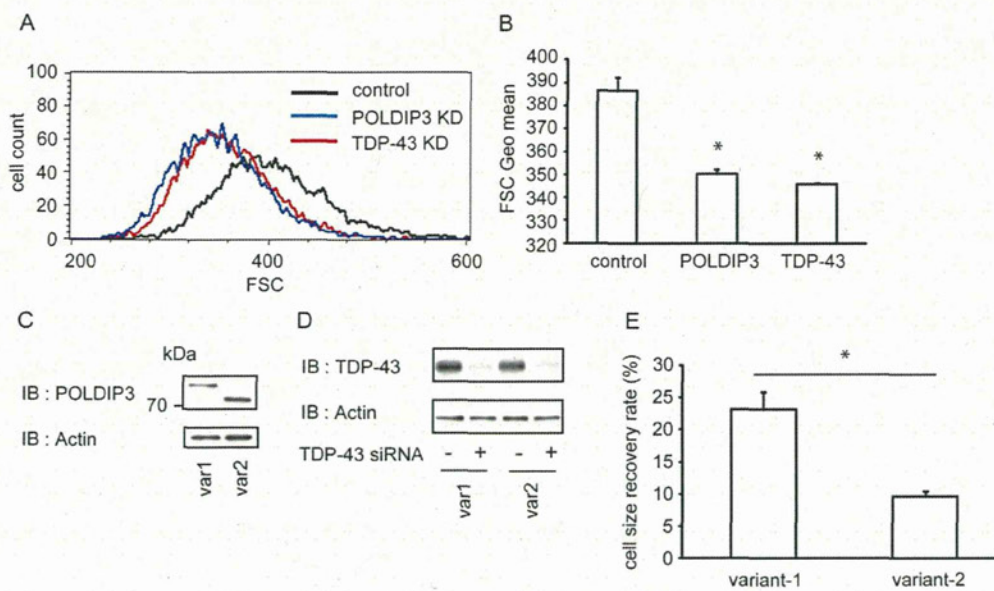 A
100
80
60
40
20
0
cell count
control
POLDIP3 KD
TDP-43 KD
200
400
600
FSC
B
400
390
380
370
360
350
340
330
320
FSC Geo mean
*
*
control
POLDIP3
TDP-43
C
kDa
IB : POLDIP3
70
IB : Actin
var1
var2
D
IB : TDP-43
IB : Actin
TDP-43 siRNA
- + - +
var1
var2
E
30
25
20
15
10
5
0
cell size recovery rate (%)
*
variant-1
variant-2